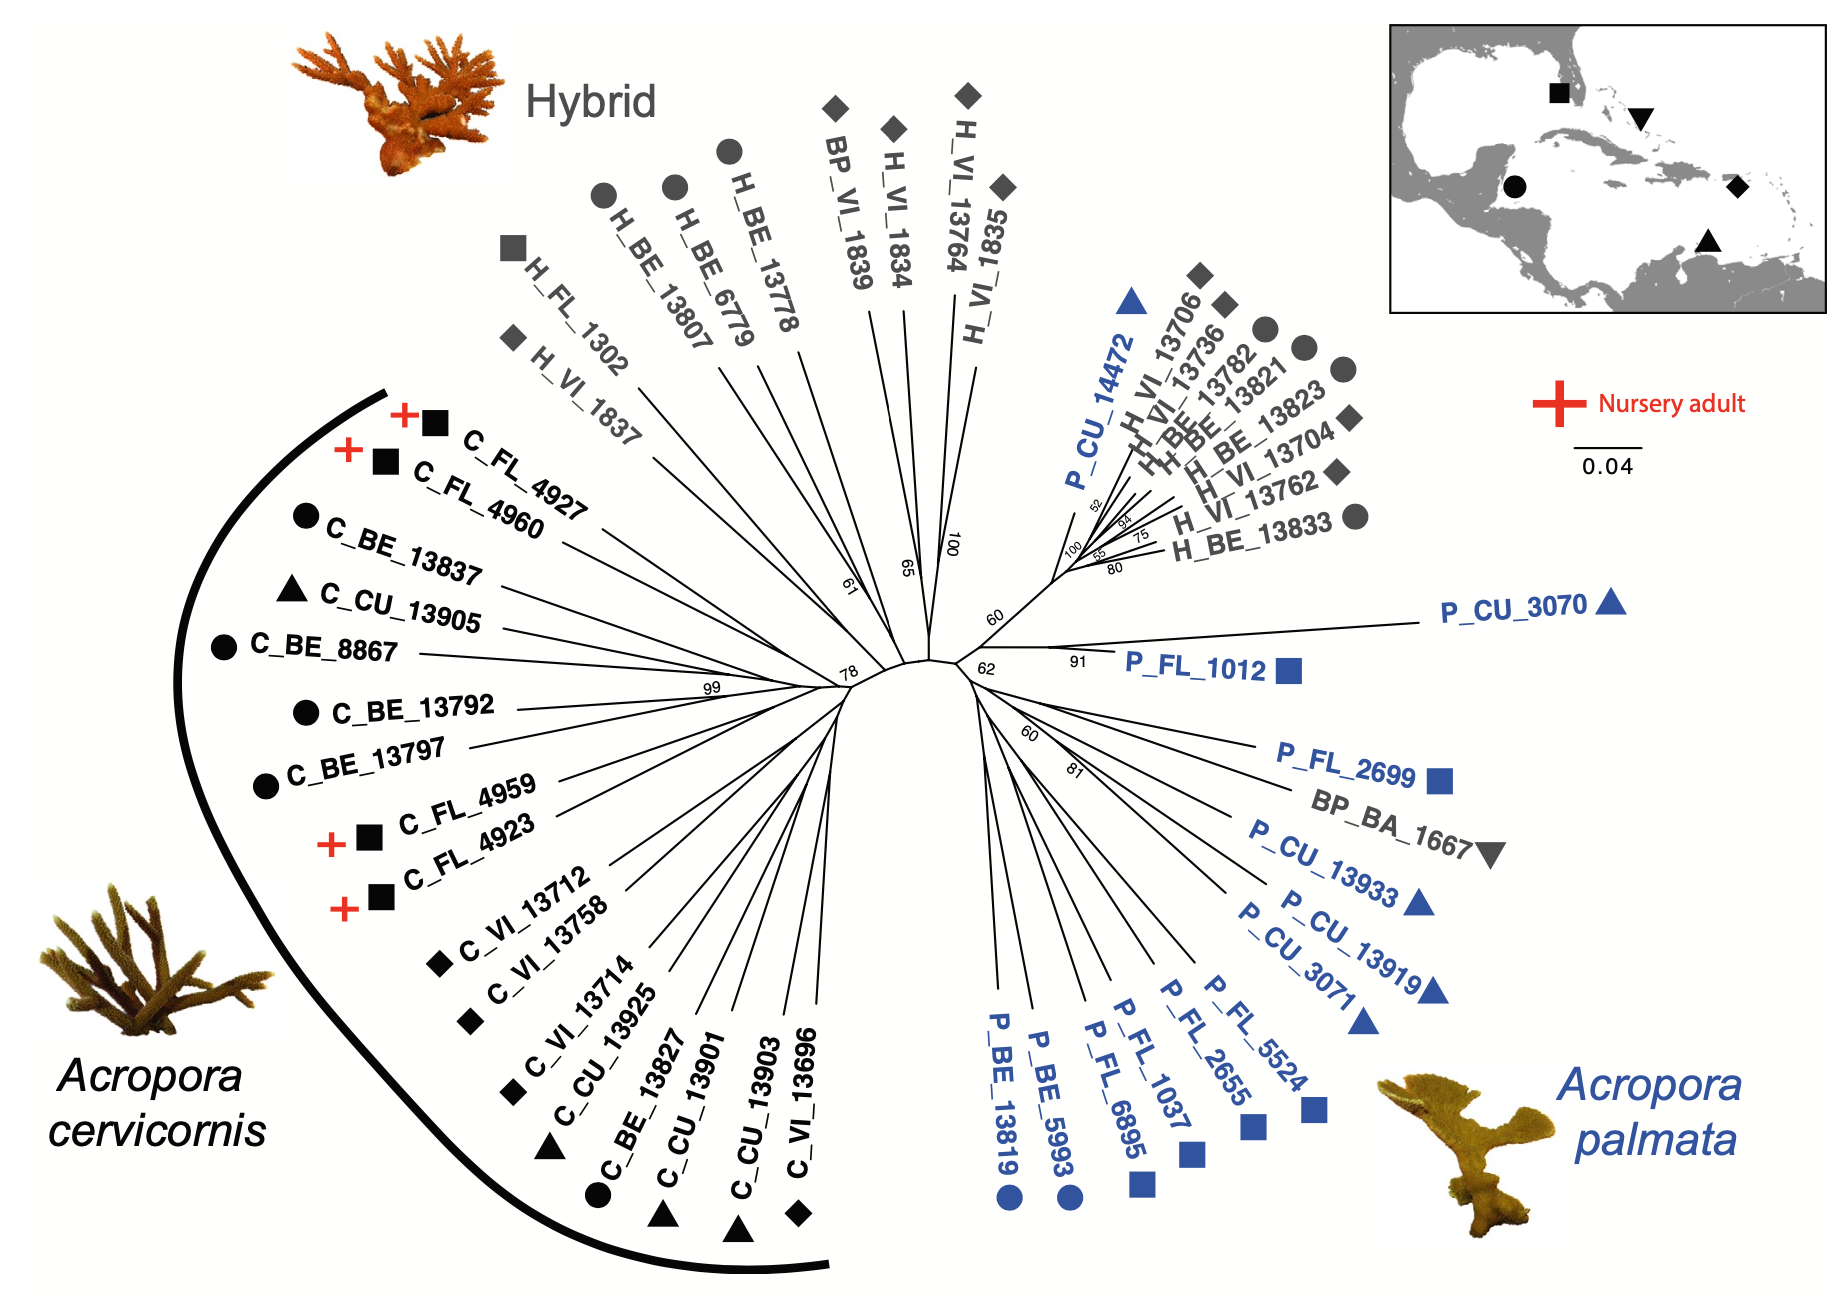 Hybrid
BP_VI_1839
H_VI_1834
H_VI_13764
H_VI_1835
H_BE_13778
H_BE_6779
H_BE_13807
H_FL_1302
H_VI_1837
P_CU_14472
H_VI_13706
H_VI_13736
H_BE_13782
H_BE_13821
H_BE_13823
H_VI_13704
H_VI_13762
H_BE_13833
Nursery adult
0.04
C_FL_4927
C_FL_4960
C_BE_13837
C_CU_13905
C_BE_8867
C_BE_13792
C_BE_13797
C_FL_4959
C_FL_4923
C_VI_13712
C_VI_13758
C_VI_13714
C_CU_13925
C_BE_13827
C_CU_13901
C_CU_13903
C_VI_13696
61
65
100
52
94
100
55
75
80
60
78
99
62
91
60
81
P_CU_3070
P_FL_1012
P_FL_2699
BP_BA_1667
P_CU_13933
P_CU_13919
P_CU_3071
P_FL_5524
P_FL_2655
P_FL_1037
P_FL_6895
P_BE_5993
P_BE_13819
Acropora
cervicornis
Acropora
palmata